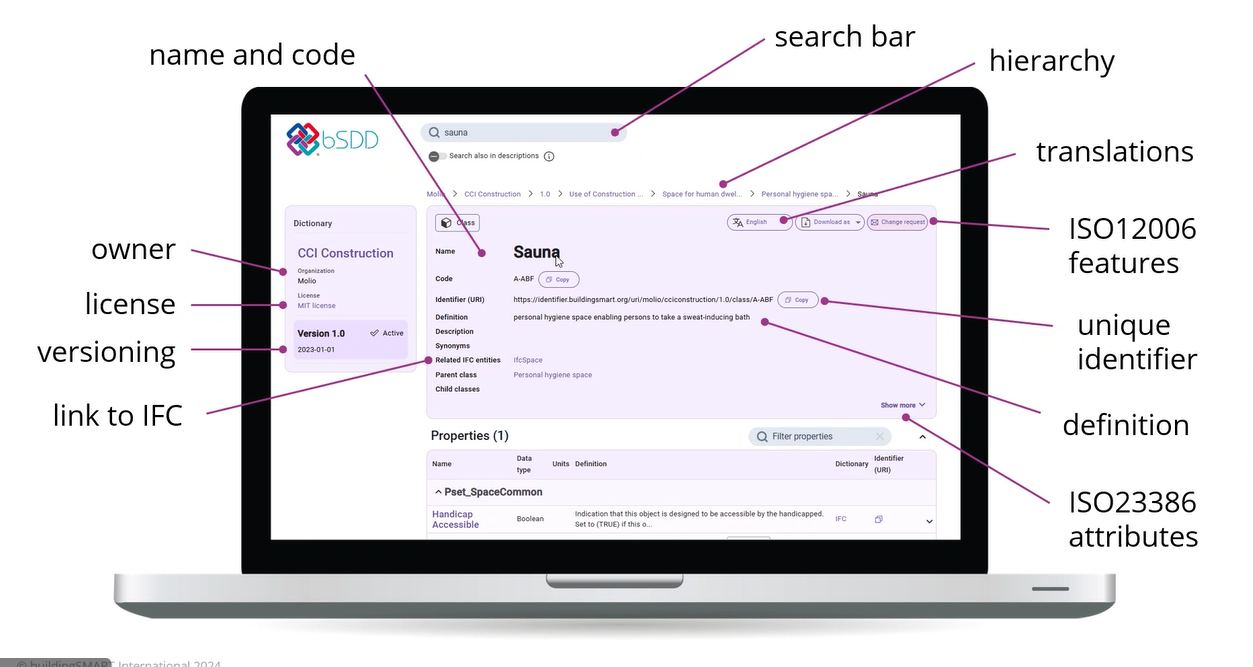 search bar
name and code
hierarchy
bSDD
sauna
Search also in descriptions
translations
Molio > CCI Construction > 1.0 > Use of Construction ... > Space for human dwel... > Personal hygiene spa... > Sauna
Dictionary
Class
English
Download as
Change request
ISO12006
features
owner
CCI Construction
Organization
Molio
Name
Sauna
Code
A-ABF
Copy
license
License
MIT license
Identifier (URI)
https://identifier.buildingsmart.org/uri/molio/cciconstruction/1.0/class/A-ABF
Copy
unique
identifier
Definition
personal hygiene space enabling persons to take a sweat-inducing bath
versioning
Version 1.0
Active
2023-01-01
Description
Synonyms
Related IFC entities
IfcSpace
Parent class
Personal hygiene space
Child classes
link to IFC
Show more
definition
Properties (1)
Filter properties
Name
Data
type
Units
Definition
Dictionary
Identifier
(URI)
Pset_SpaceCommon
ISO23386
attributes
Handicap
Accessible
Boolean
Indication that this object is designed to be accessible by the handicapped.
Set to (TRUE) if this o...
IFC
© buildingSMART International 2024